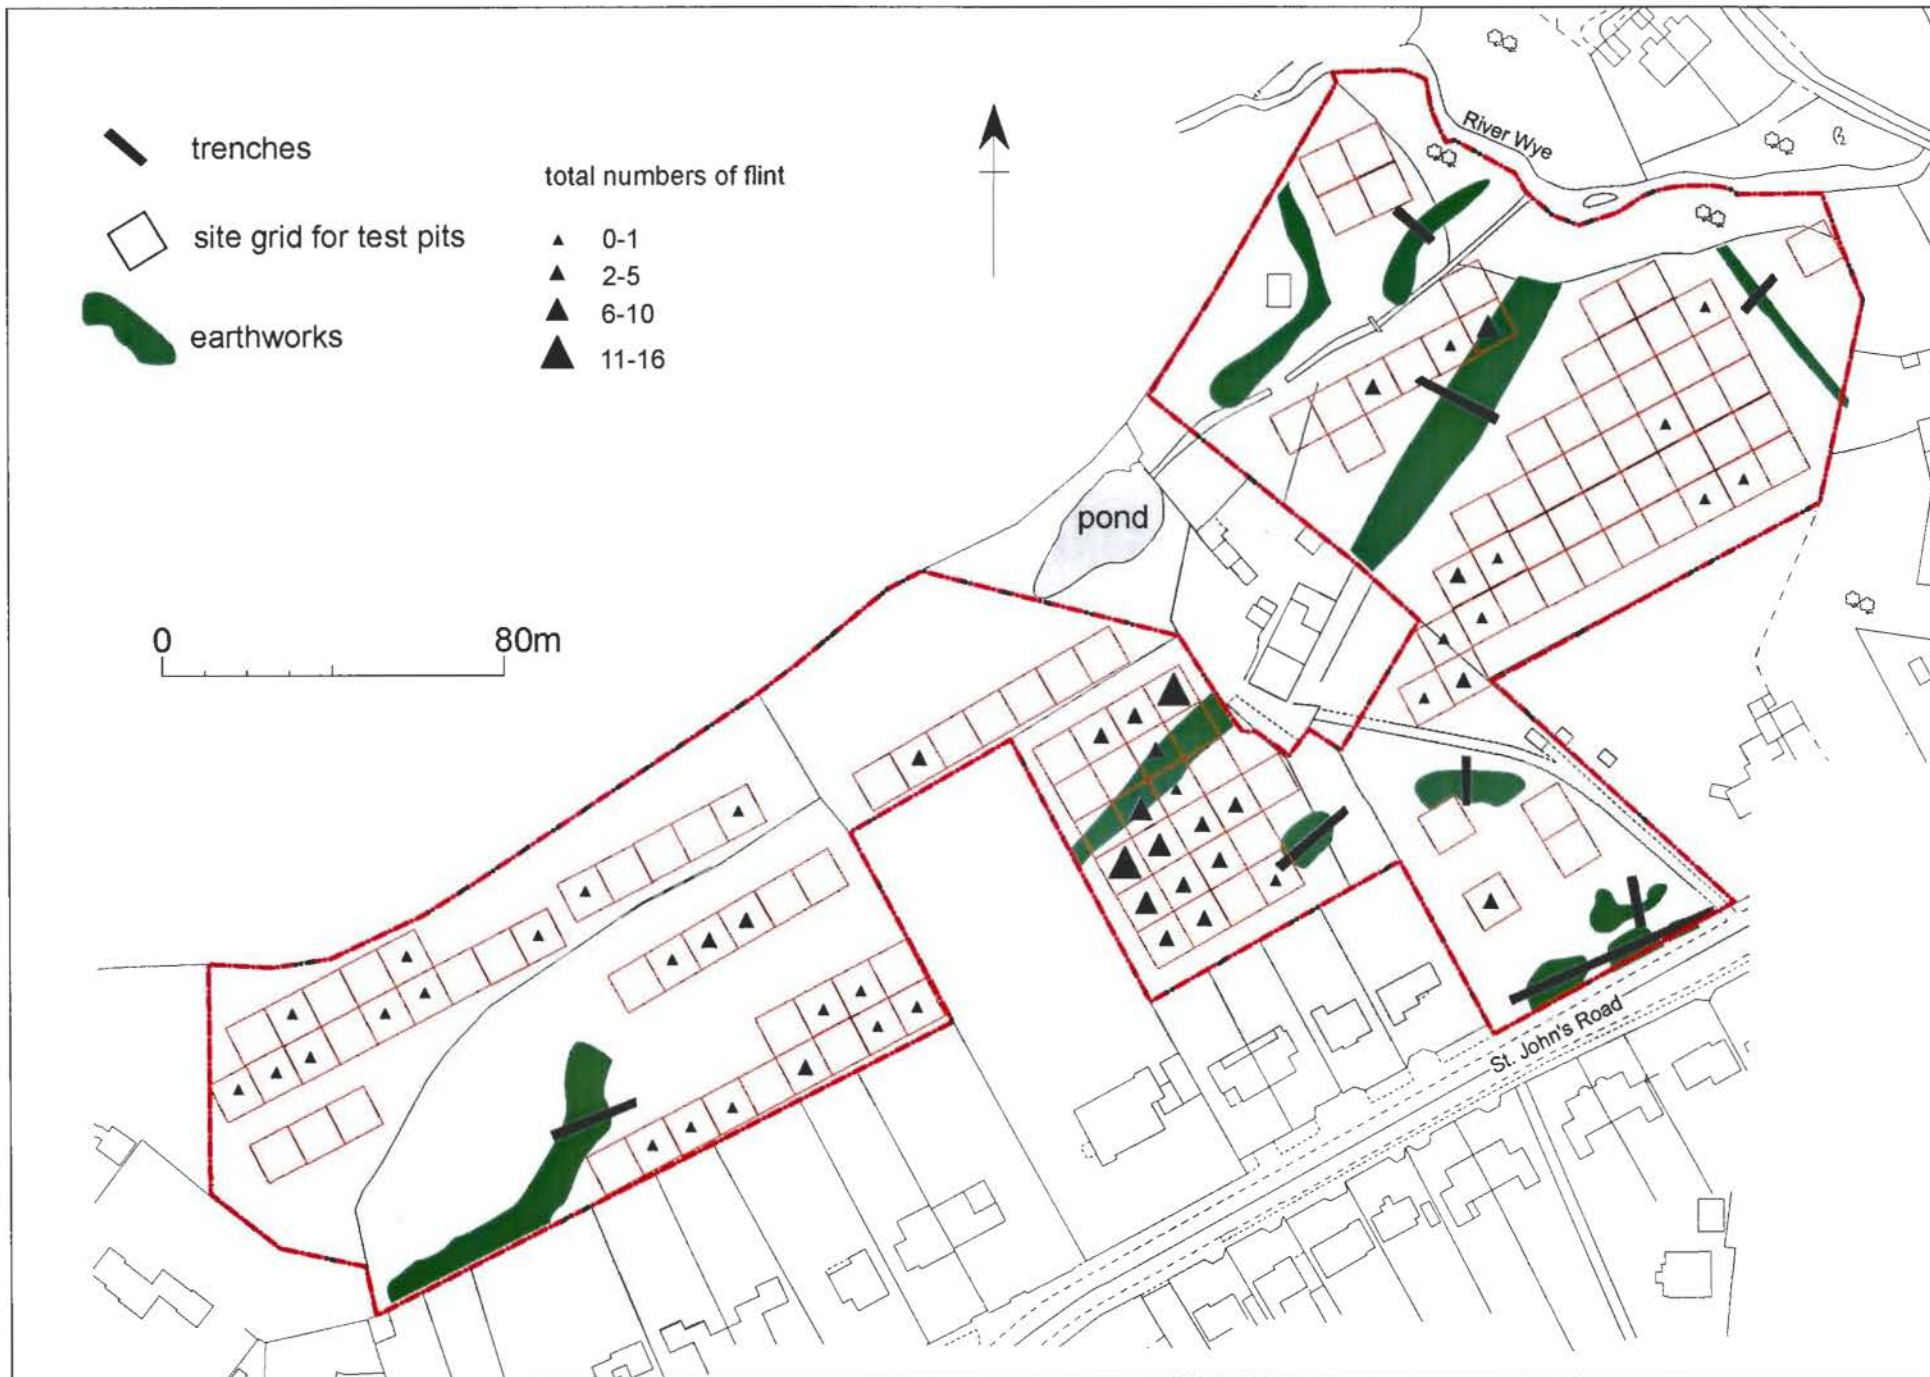 trenches
site grid for test pits
earthworks
total numbers of flint
0-1
2-5
6-10
11-16
River Wye
pond
0 80m
St. John's Road